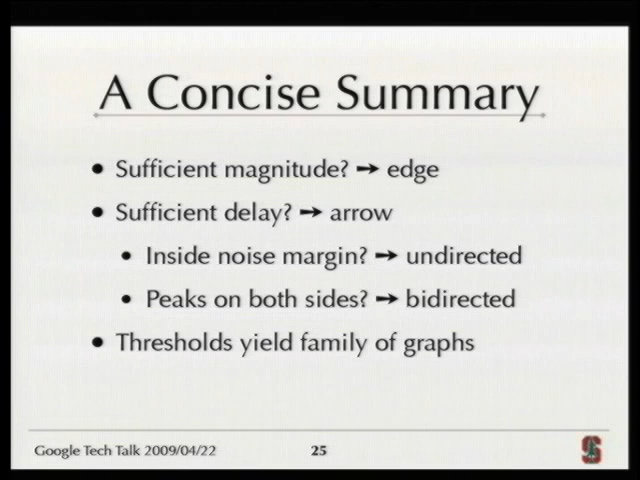 A Concise Summary
• Sufficient magnitude? → edge
• Sufficient delay? → arrow
• Inside noise margin? → undirected
• Peaks on both sides? → bidirected
• Thresholds yield family of graphs
Google Tech Talk 2009/04/22 25
S